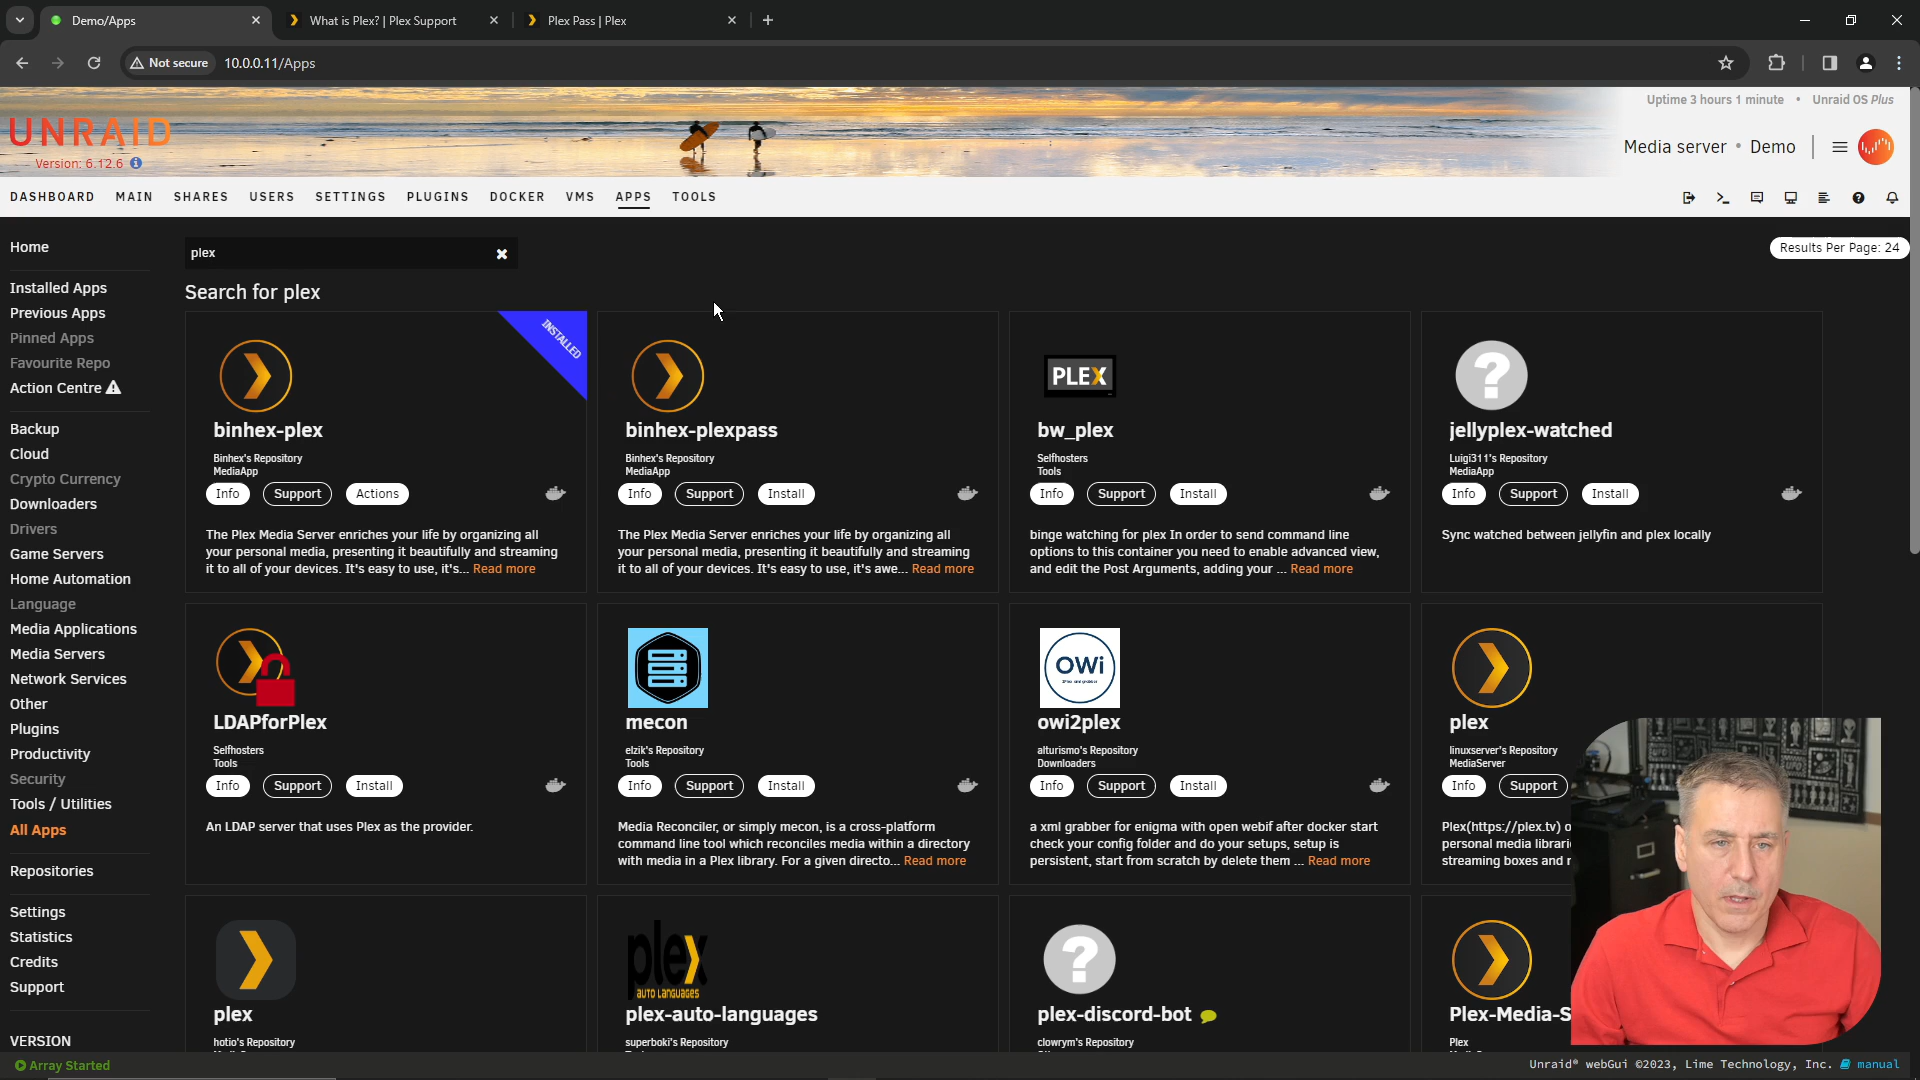 Demo/Apps
What is Plex? | Plex Support
Plex Pass | Plex
Not secure
10.0.0.11/Apps
Uptime 3 hours 1 minute • Unraid OS Plus
UNRAID
Version: 6.12.6
Media server • Demo
DASHBOARD MAIN SHARES USERS SETTINGS PLUGINS DOCKER VMS APPS TOOLS
Home
Installed Apps
Previous Apps
Pinned Apps
Favourite Repo
Action Centre
Backup
Cloud
Crypto Currency
Downloaders
Drivers
Game Servers
Home Automation
Language
Media Applications
Media Servers
Network Services
Other
Plugins
Productivity
Security
Tools / Utilities
All Apps
Repositories
Settings
Statistics
Credits
Support
VERSION
plex
Results Per Page: 24
Search for plex
INSTALLED
binhex-plex
Binhex's Repository
MediaApp
Info Support Actions
The Plex Media Server enriches your life by organizing all
your personal media, presenting it beautifully and streaming
it to all of your devices. It's easy to use, it's... Read more
binhex-plexpass
Binhex's Repository
MediaApp
Info Support Install
The Plex Media Server enriches your life by organizing all
your personal media, presenting it beautifully and streaming
it to all of your devices. It's easy to use, it's awe... Read more
PLEX
bw_plex
Selfhosters
Tools
Info Support Install
binge watching for plex In order to send command line
options to this container you need to enable advanced view,
and edit the Post Arguments, adding your ... Read more
?
jellyplex-watched
Luigi311's Repository
MediaApp
Info Support Install
Sync watched between jellyfin and plex locally
LDAPforPlex
Selfhosters
Tools
Info Support Install
An LDAP server that uses Plex as the provider.
mecon
elzik's Repository
Tools
Info Support Install
Media Reconciler, or simply mecon, is a cross-platform
command line tool which reconciles media within a directory
with media in a Plex library. For a given directo... Read more
OWi
owi2plex
alturismo's Repository
Downloaders
Info Support Install
a xml grabber for enigma with open webif after docker start
check your config folder and do your setups, setup is
persistent, start from scratch by delete them ... Read more
plex
linuxserver's Repository
MediaServer
Info Support
Plex(https://plex.tv) o
personal media librari
streaming boxes and r
plex
hotio's Repository
plex
AUTO LANGUAGES
plex-auto-languages
superboki's Repository
?
plex-discord-bot
clowrym's Repository
Plex-Media-S
Plex
Array Started
Unraid® webGui ©2023, Lime Technology, Inc. manual